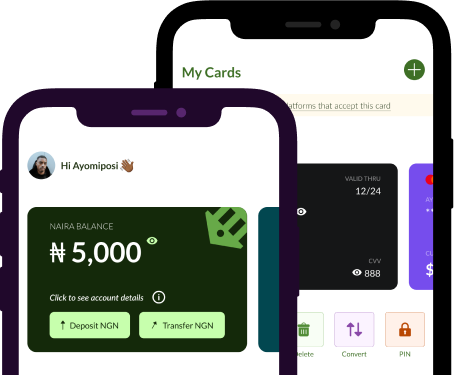 My Cards
platforms that accept this card
VALID THRU
12/24
CVV
888
Delete
Convert
PIN
Hi Ayomiposi 👋🏾
NAIRA BALANCE
₦ 5,000
Click to see account details
Deposit NGN
Transfer NGN
$